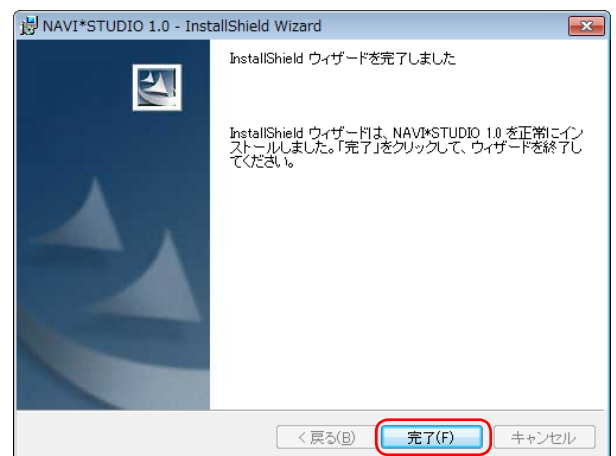 NAVI*STUDIO 1.0 - InstallShield Wizard
InstallShield ウィザードを完了しました
InstallShield ウィザードは、NAVI*STUDIO 1.0 を正常にイン
ストールしました。「完了」をクリックして、ウィザードを終了し
てください。
< 戻る(B) 完了(F) キャンセル